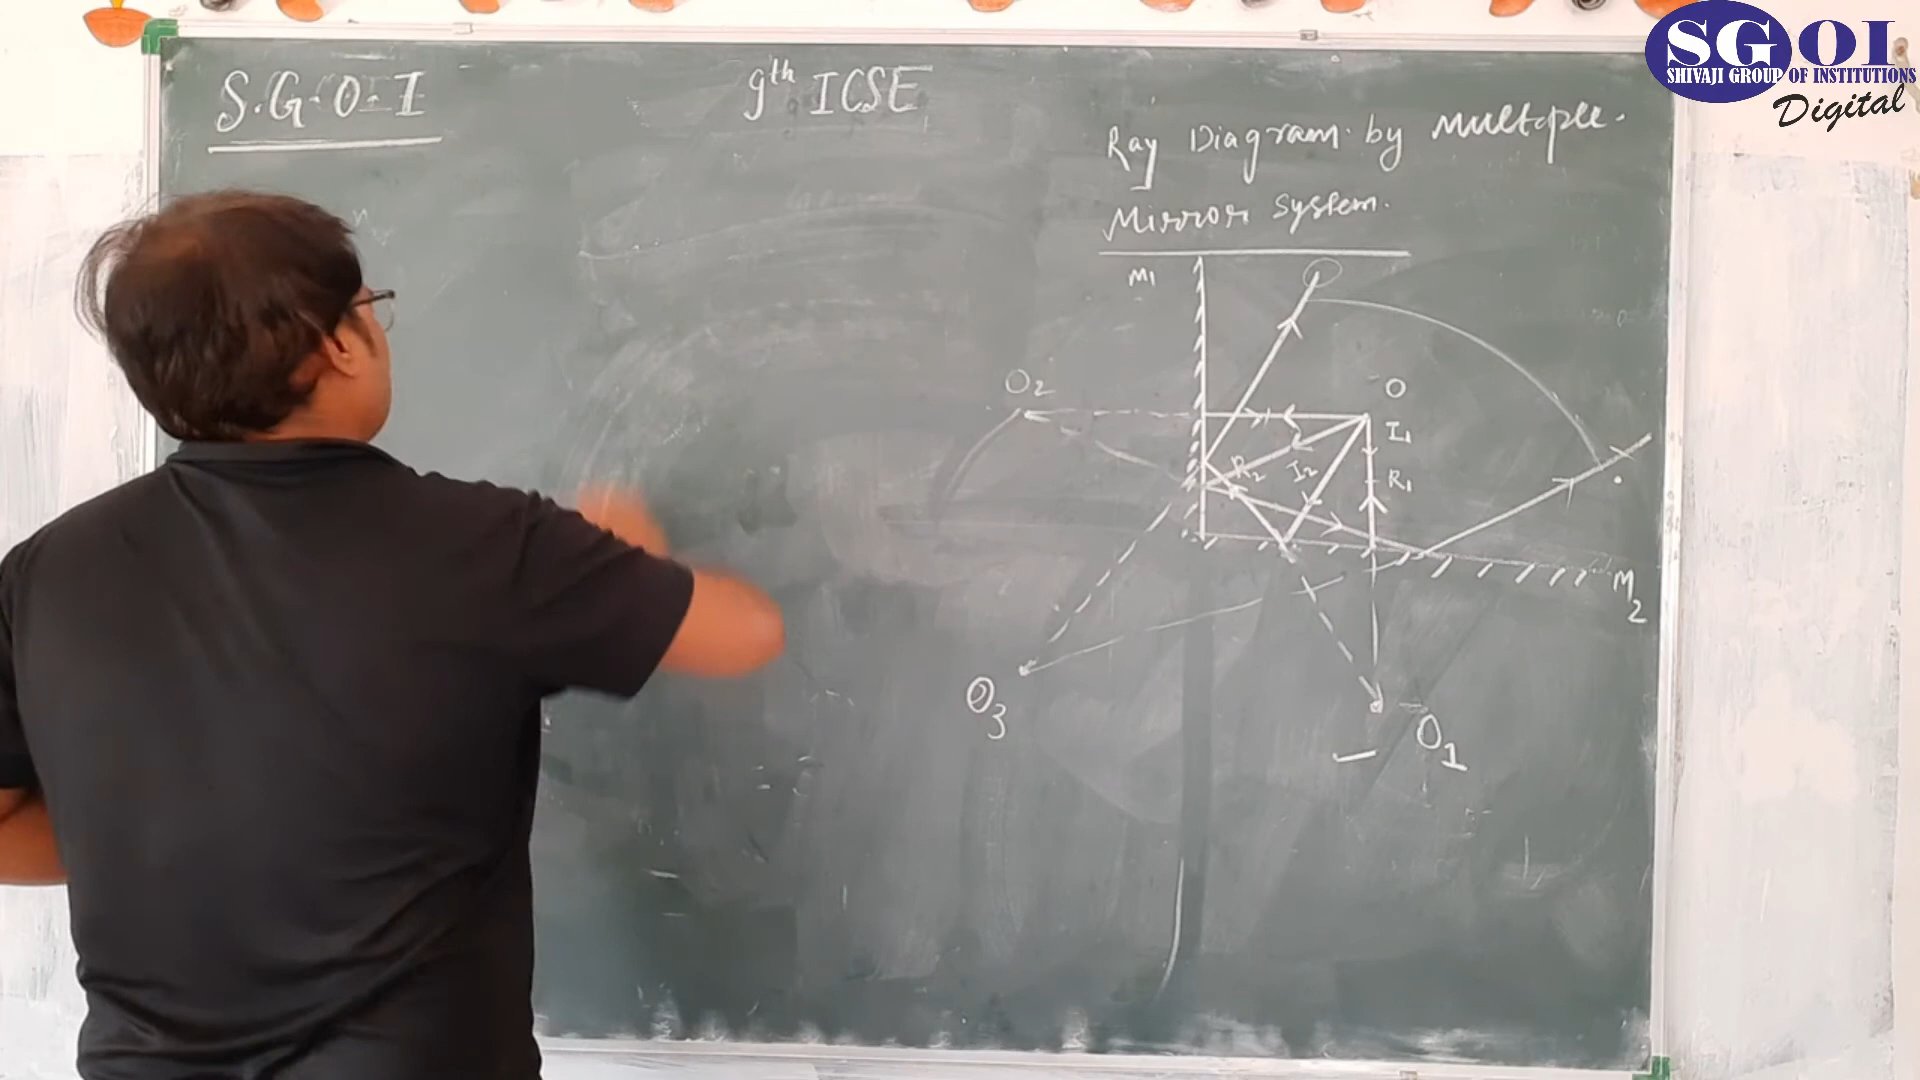 SGOI
SHIVAJI GROUP OF INSTITUTIONS
Digital
S.G.O.I
9th ICSE
Ray Diagram by Multiple.
Mirror System.
M1
O2
O
I1
R2
I2
R1
M2
O3
O1